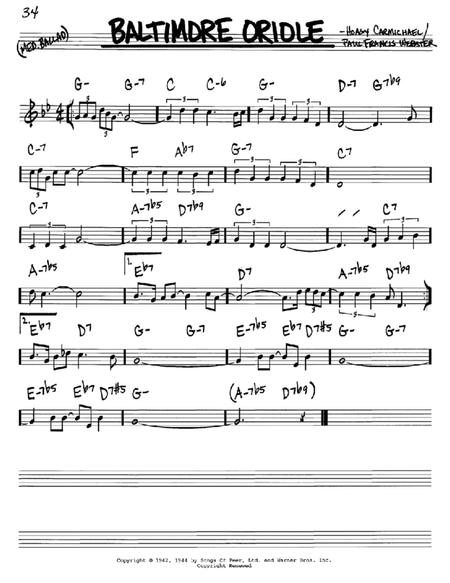 34
BALTIMORE ORIOLE
-HOAGY CARMICHAEL/
PAUL FRANCIS WEBSTER
(MED. BALLAD)
G- G-7 C C-6 G- D-7 G7b9
3 3 3
C-7 F Ab7 G-7 C7
3 3
C-7 A-7b5 D7b9 G- C7
3 3 3
A-7b5 1. Eb7 D7 A-7b5 D7b9
3
2. Eb7 D7 G- G-7 E-7b5 Eb7 D7#5 G-
E-7b5 Eb7 D7#5 G- (A-7b5 D7b9)
Copyright © 1942, 1944 by Songs Of Peer, Ltd. and Warner Bros. Inc.
Copyright Renewed